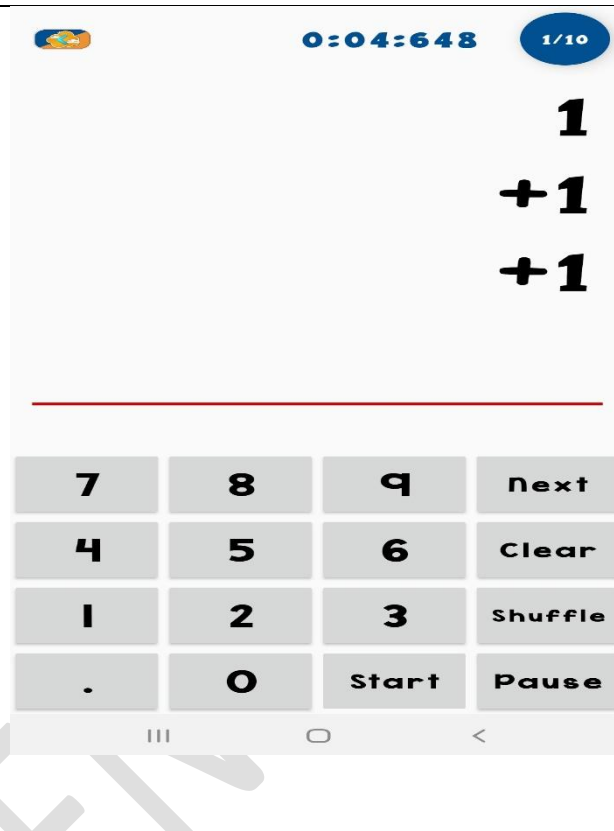 0:04:648 1/10
1
+1
+1
7 8 9 Next
4 5 6 Clear
1 2 3 Shuffle
. 0 Start Pause